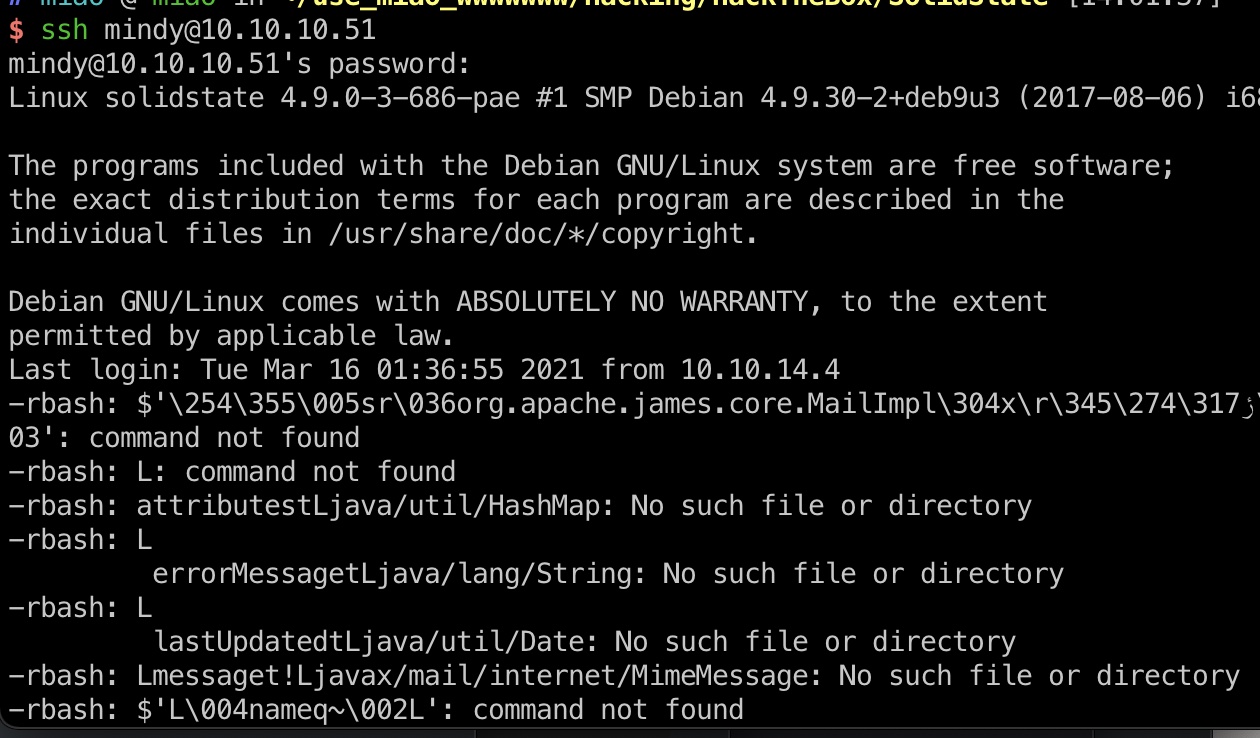 $ ssh mindy@10.10.10.51
mindy@10.10.10.51's password:
Linux solidstate 4.9.0-3-686-pae #1 SMP Debian 4.9.30-2+deb9u3 (2017-08-06)
The programs included with the Debian GNU/Linux system are free software;
the exact distribution terms for each program are described in the
individual files in /usr/share/doc/*/copyright.
Debian GNU/Linux comes with ABSOLUTELY NO WARRANTY, to the extent
permitted by applicable law.
Last login: Tue Mar 16 01:36:55 2021 from 10.10.14.4
-rbash: $'\254\355\005sr\036org.apache.james.core.MailImpl\304x\r\345\274\317ݬ\
03': command not found
-rbash: L: command not found
-rbash: attributestLjava/util/HashMap: No such file or directory
-rbash: L
errorMessagetLjava/lang/String: No such file or directory
-rbash: L
lastUpdatedtLjava/util/Date: No such file or directory
-rbash: Lmessaget!Ljavax/mail/internet/MimeMessage: No such file or directory
-rbash: $'L\004nameq~\002L': command not found